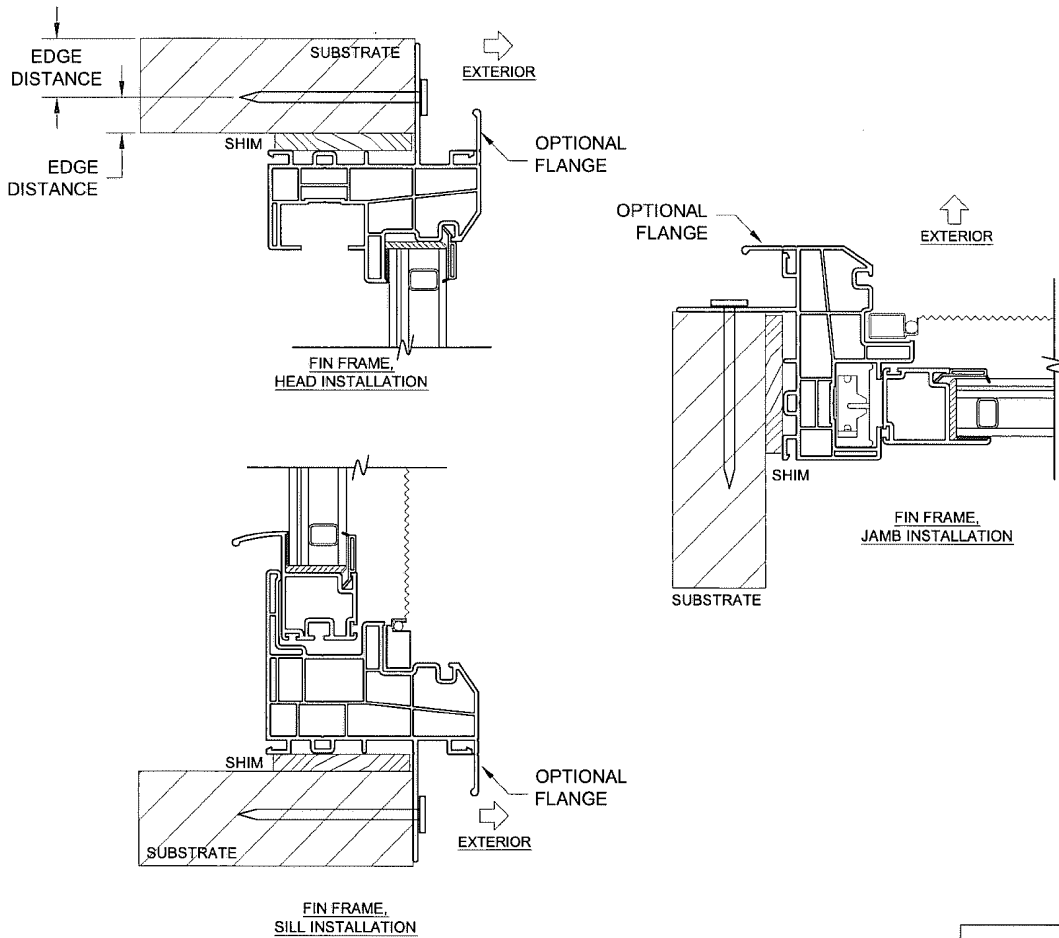 EDGE
DISTANCE
SUBSTRATE
EXTERIOR
SHIM
OPTIONAL
FLANGE
EDGE
DISTANCE
FIN FRAME,
HEAD INSTALLATION
OPTIONAL
FLANGE
EXTERIOR
SHIM
FIN FRAME,
JAMB INSTALLATION
SUBSTRATE
SHIM
OPTIONAL
FLANGE
EXTERIOR
SUBSTRATE
FIN FRAME,
SILL INSTALLATION